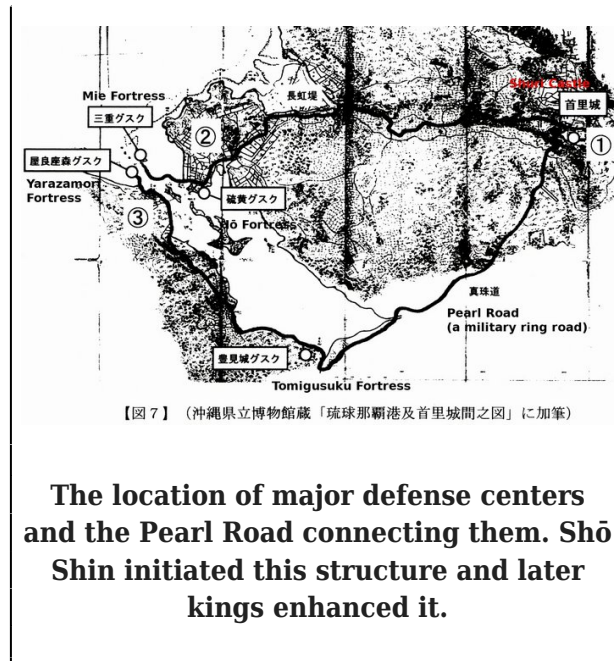 Mie Fortress
三重グスク
長虹堤
Shuri Castle
首里城
①
②
屋良座森グスク
Yarazamori
Fortress
硫黄グスク
Iō Fortress
③
真珠道
Pearl Road
(a military ring road)
豊見城グスク
Tomigusuku Fortress
【図７】（沖縄県立博物館蔵「琉球那覇港及首里城間之図」に加筆）
The location of major defense centers
and the Pearl Road connecting them. Shō
Shin initiated this structure and later
kings enhanced it.